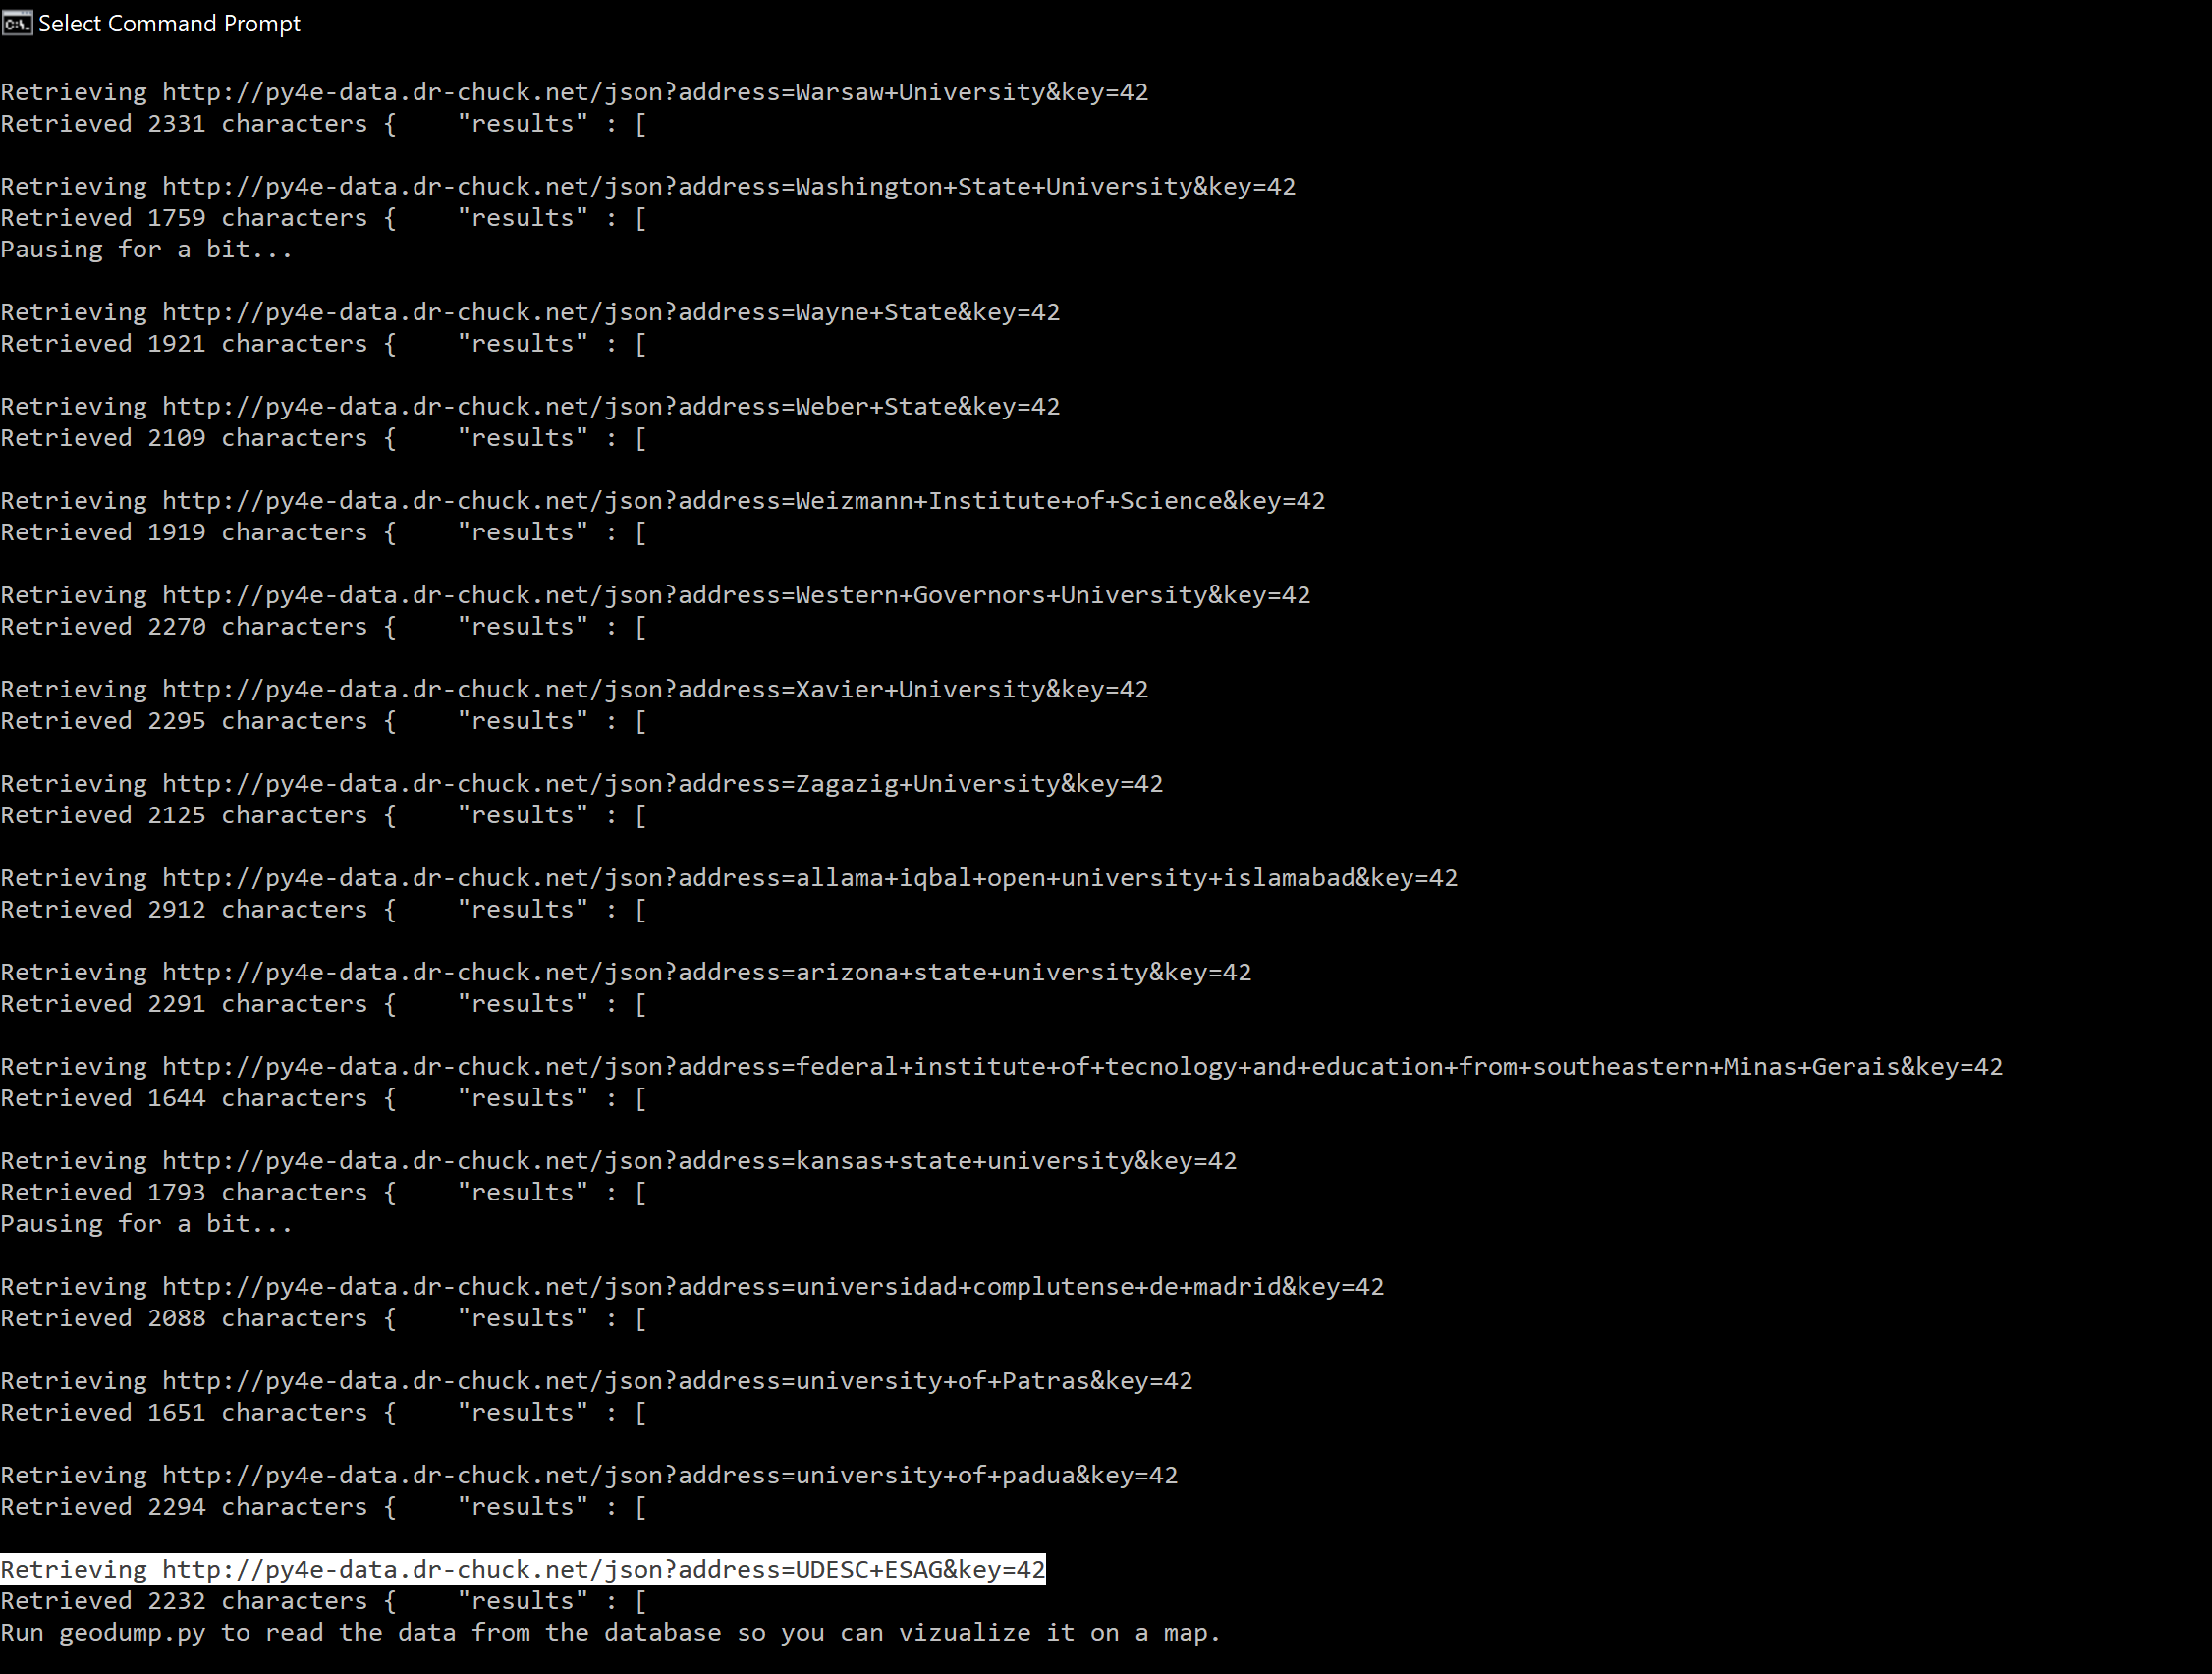 Select Command Prompt
Retrieving http://py4e-data.dr-chuck.net/json?address=Warsaw+University&key=42
Retrieved 2331 characters {    "results" : [
Retrieving http://py4e-data.dr-chuck.net/json?address=Washington+State+University&key=42
Retrieved 1759 characters {    "results" : [
Pausing for a bit...
Retrieving http://py4e-data.dr-chuck.net/json?address=Wayne+State&key=42
Retrieved 1921 characters {    "results" : [
Retrieving http://py4e-data.dr-chuck.net/json?address=Weber+State&key=42
Retrieved 2109 characters {    "results" : [
Retrieving http://py4e-data.dr-chuck.net/json?address=Weizmann+Institute+of+Science&key=42
Retrieved 1919 characters {    "results" : [
Retrieving http://py4e-data.dr-chuck.net/json?address=Western+Governors+University&key=42
Retrieved 2270 characters {    "results" : [
Retrieving http://py4e-data.dr-chuck.net/json?address=Xavier+University&key=42
Retrieved 2295 characters {    "results" : [
Retrieving http://py4e-data.dr-chuck.net/json?address=Zagazig+University&key=42
Retrieved 2125 characters {    "results" : [
Retrieving http://py4e-data.dr-chuck.net/json?address=allama+iqbal+open+university+islamabad&key=42
Retrieved 2912 characters {    "results" : [
Retrieving http://py4e-data.dr-chuck.net/json?address=arizona+state+university&key=42
Retrieved 2291 characters {    "results" : [
Retrieving http://py4e-data.dr-chuck.net/json?address=federal+institute+of+tecnology+and+education+from+southeastern+Minas+Gerais&key=42
Retrieved 1644 characters {    "results" : [
Retrieving http://py4e-data.dr-chuck.net/json?address=kansas+state+university&key=42
Retrieved 1793 characters {    "results" : [
Pausing for a bit...
Retrieving http://py4e-data.dr-chuck.net/json?address=universidad+complutense+de+madrid&key=42
Retrieved 2088 characters {    "results" : [
Retrieving http://py4e-data.dr-chuck.net/json?address=university+of+Patras&key=42
Retrieved 1651 characters {    "results" : [
Retrieving http://py4e-data.dr-chuck.net/json?address=university+of+padua&key=42
Retrieved 2294 characters {    "results" : [
Retrieving http://py4e-data.dr-chuck.net/json?address=UDESC+ESAG&key=42
Retrieved 2232 characters {    "results" : [
Run geodump.py to read the data from the database so you can vizualize it on a map.